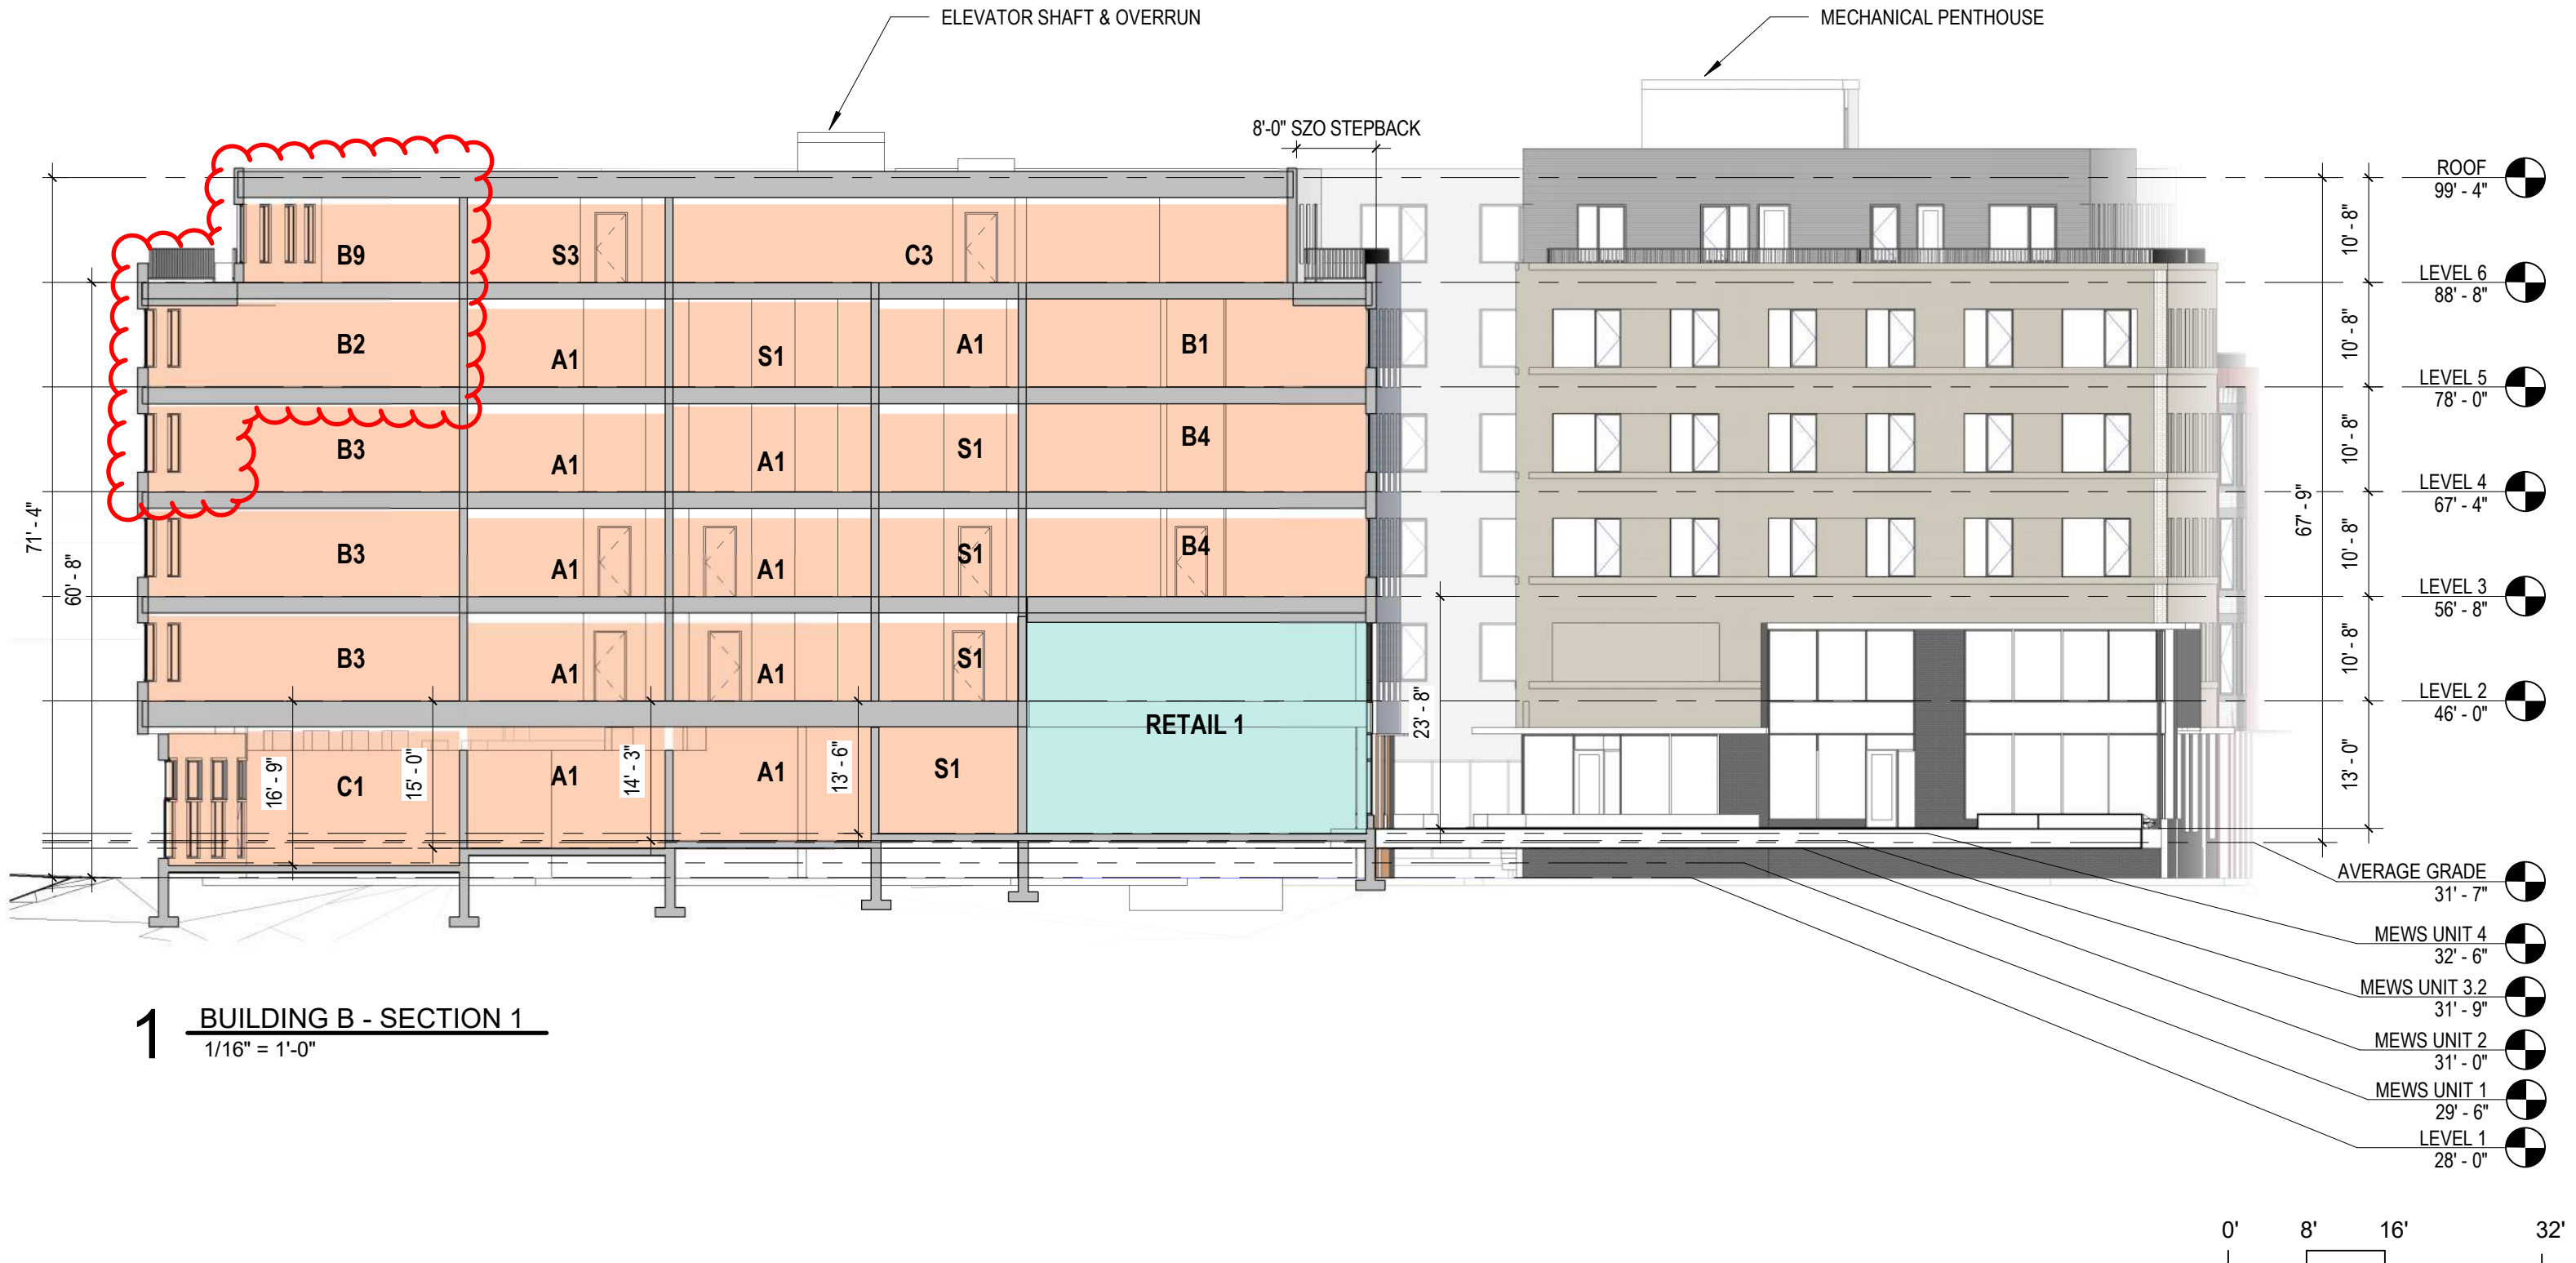 ELEVATOR SHAFT & OVERRUN
MECHANICAL PENTHOUSE
8'-0" SZO STEPBACK
ROOF
99' - 4"
10' - 8"
B9
S3
C3
LEVEL 6
88' - 8"
10' - 8"
B2
A1
S1
A1
B1
LEVEL 5
78' - 0"
10' - 8"
B3
A1
A1
S1
B4
LEVEL 4
67' - 4"
71' - 4"
60' - 8"
67' - 9"
10' - 8"
B3
A1
A1
S1
B4
LEVEL 3
56' - 8"
10' - 8"
B3
A1
A1
S1
LEVEL 2
46' - 0"
23' - 8"
RETAIL 1
13' - 0"
16' - 9"
C1
15' - 0"
A1
14' - 3"
A1
13' - 6"
S1
AVERAGE GRADE
31' - 7"
MEWS UNIT 4
32' - 6"
MEWS UNIT 3.2
31' - 9"
MEWS UNIT 2
31' - 0"
MEWS UNIT 1
29' - 6"
LEVEL 1
28' - 0"
1 BUILDING B - SECTION 1
1/16" = 1'-0"
0' 8' 16' 32'